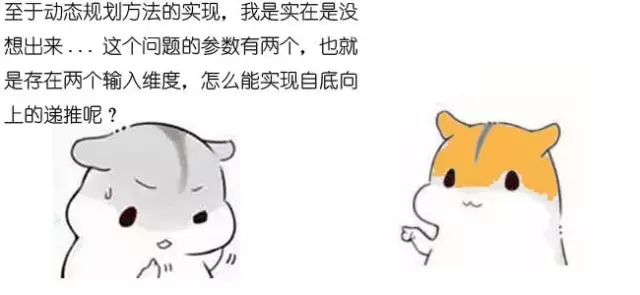 至于动态规划方法的实现，我是实在是没
想出来... 这个问题的参数有两个，也就
是存在两个输入维度，怎么能实现自底向
上的递推呢？